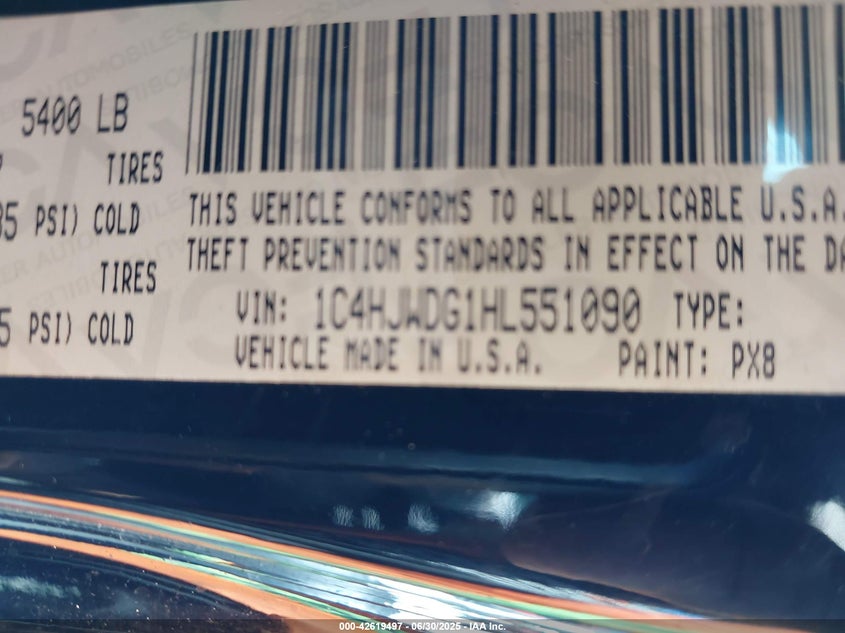 5400 LB
TIRES
35 PSI) COLD
TIRES
5 PSI) COLD
THIS VEHICLE CONFORMS TO ALL APPLICABLE U.S.A.
THEFT PREVENTION STANDARDS IN EFFECT ON THE DA
VIN: 1C4HJWDG1HL551090 TYPE:
VEHICLE MADE IN U.S.A. PAINT: PX8
000-42619497 - 06/30/2025 - IAA Inc.